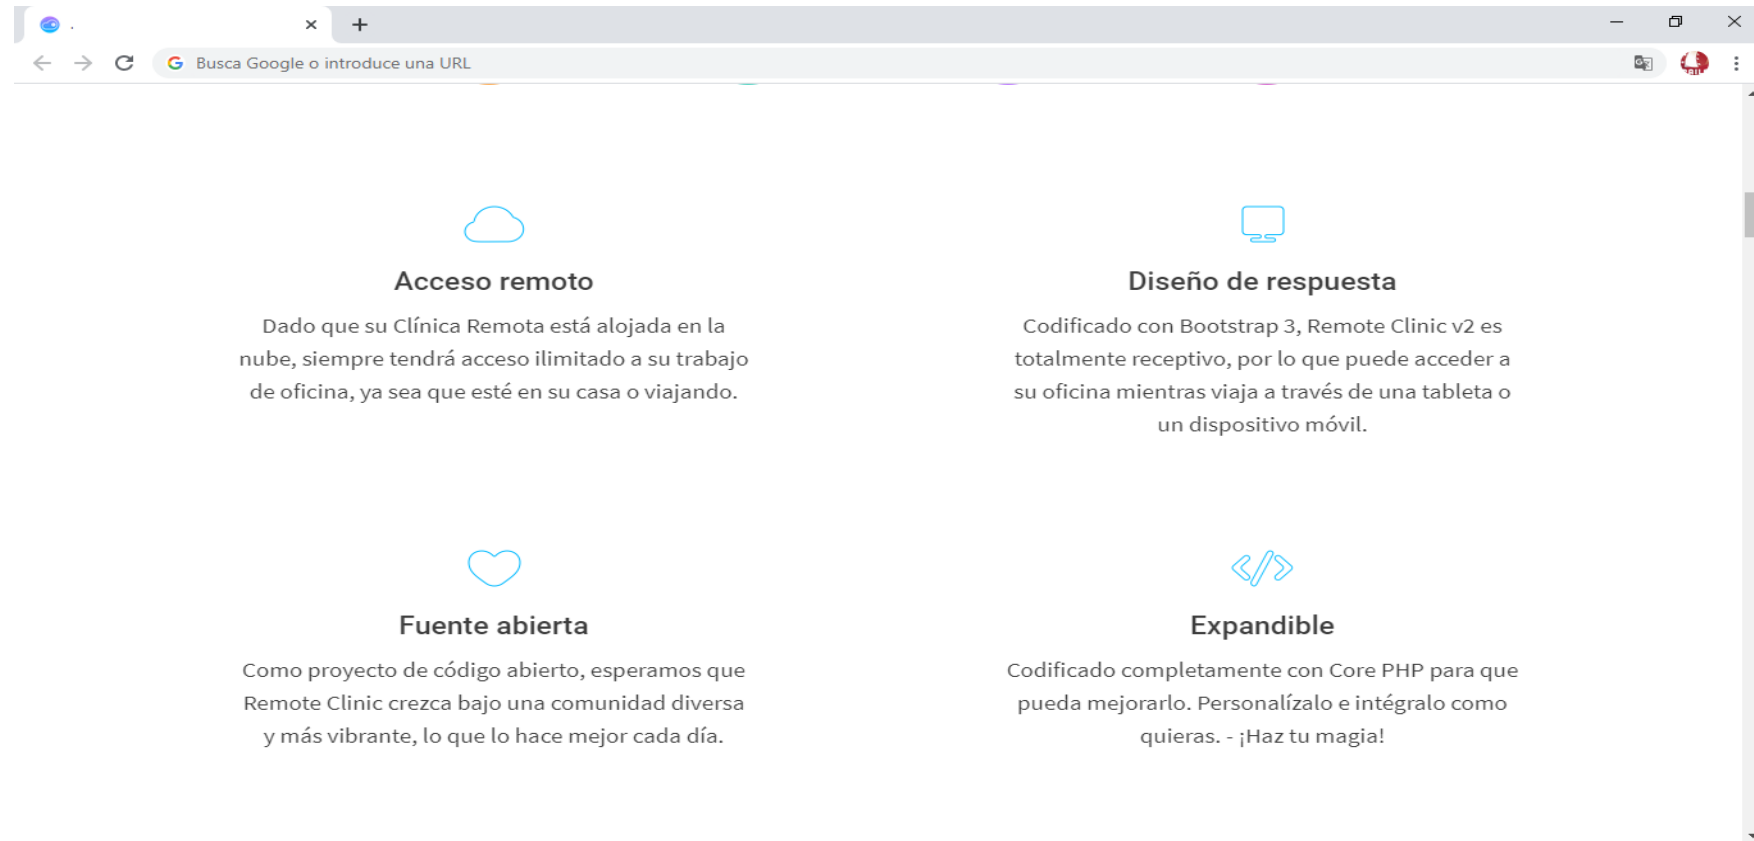 .
Busca Google o introduce una URL
Acceso remoto
Dado que su Clínica Remota está alojada en la
nube, siempre tendrá acceso ilimitado a su trabajo
de oficina, ya sea que esté en su casa o viajando.
Diseño de respuesta
Codificado con Bootstrap 3, Remote Clinic v2 es
totalmente receptivo, por lo que puede acceder a
su oficina mientras viaja a través de una tableta o
un dispositivo móvil.
Fuente abierta
Como proyecto de código abierto, esperamos que
Remote Clinic crezca bajo una comunidad diversa
y más vibrante, lo que lo hace mejor cada día.
Expandible
Codificado completamente con Core PHP para que
pueda mejorarlo. Personalízalo e intégralo como
quieras. - ¡Haz tu magia!